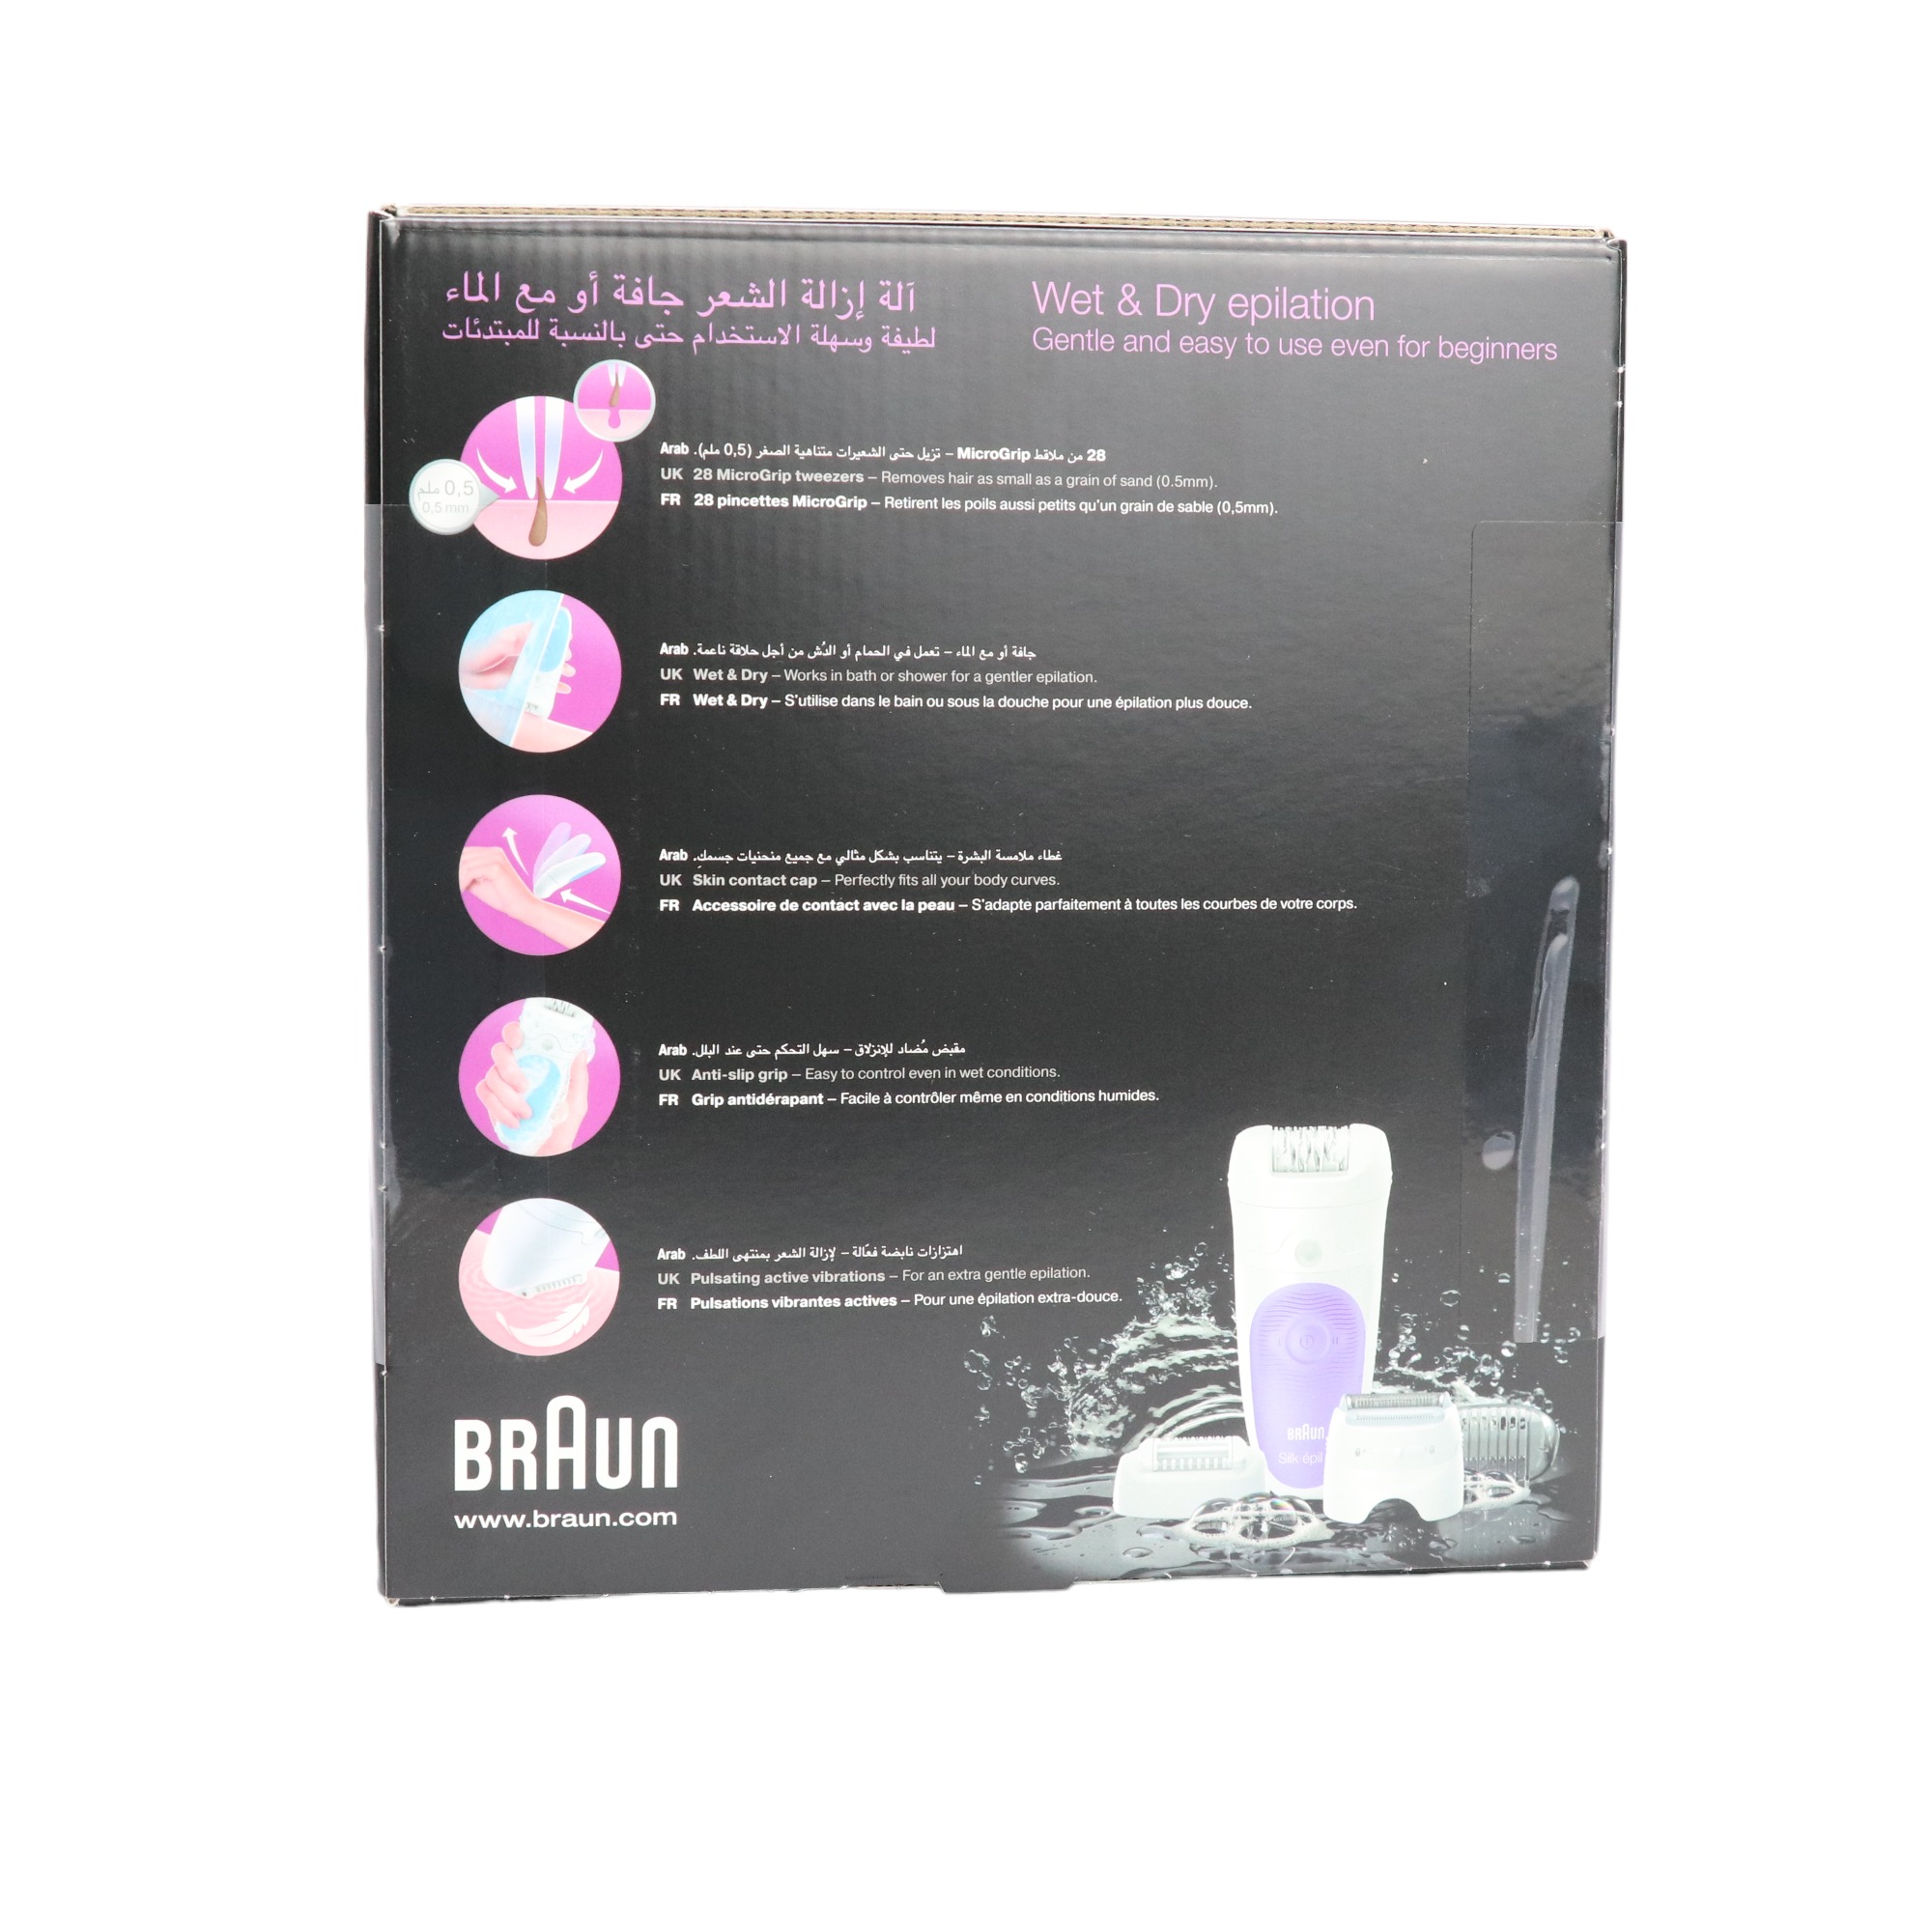 آلة إزالة الشعر جافة أو مع الماء
لطيفة وسهلة الاستخدام حتى بالنسبة للمبتدئات
Wet & Dry epilation
Gentle and easy to use even for beginners
0,5 ملم
0,5 mm
Arab 28 من ملاقط MicroGrip – تزيل حتى الشعيرات متناهية الصغر (0,5 ملم).
UK 28 MicroGrip tweezers – Removes hair as small as a grain of sand (0.5mm).
FR 28 pincettes MicroGrip – Retirent les poils aussi petits qu'un grain de sable (0,5mm).
Arab جافة أو مع الماء – تعمل في الحمام أو الدُش من أجل حلاقة ناعمة.
UK Wet & Dry – Works in bath or shower for a gentler epilation.
FR Wet & Dry – S'utilise dans le bain ou sous la douche pour une épilation plus douce.
Arab غطاء ملامسة البشرة – يتناسب بشكل مثالي مع جميع منحنيات جسمكِ.
UK Skin contact cap – Perfectly fits all your body curves.
FR Accessoire de contact avec la peau – S'adapte parfaitement à toutes les courbes de votre corps.
Arab مقبض مُضاد للإنزلاق – سهل التحكم حتى عند البلل.
UK Anti-slip grip – Easy to control even in wet conditions.
FR Grip antidérapant – Facile à contrôler même en conditions humides.
Arab اهتزازات نابضة فعّالة – لإزالة الشعر بمنتهى اللطف.
UK Pulsating active vibrations – For an extra gentle epilation.
FR Pulsations vibrantes actives – Pour une épilation extra-douce.
BRAUN
Silk·épil
BRAUN
www.braun.com